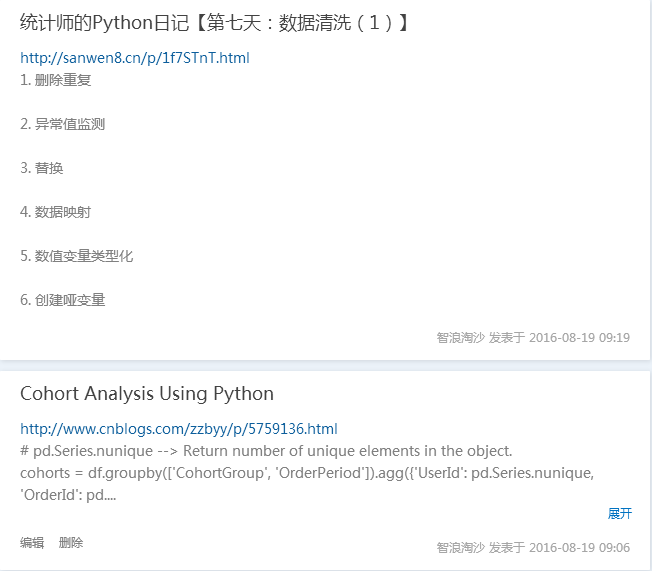 统计师的Python日记【第七天：数据清洗（1）】
http://sanwen8.cn/p/1f7STnT.html
1. 删除重复
2. 异常值监测
3. 替换
4. 数据映射
5. 数值变量类型化
6. 创建哑变量
智浪淘沙 发表于 2016-08-19 09:19
Cohort Analysis Using Python
http://www.cnblogs.com/zzbyy/p/5759136.html
# pd.Series.nunique --> Return number of unique elements in the object.
cohorts = df.groupby(['CohortGroup', 'OrderPeriod']).agg({'UserId': pd.Series.nunique,
'OrderId': pd....
展开
编辑 删除 智浪淘沙 发表于 2016-08-19 09:06